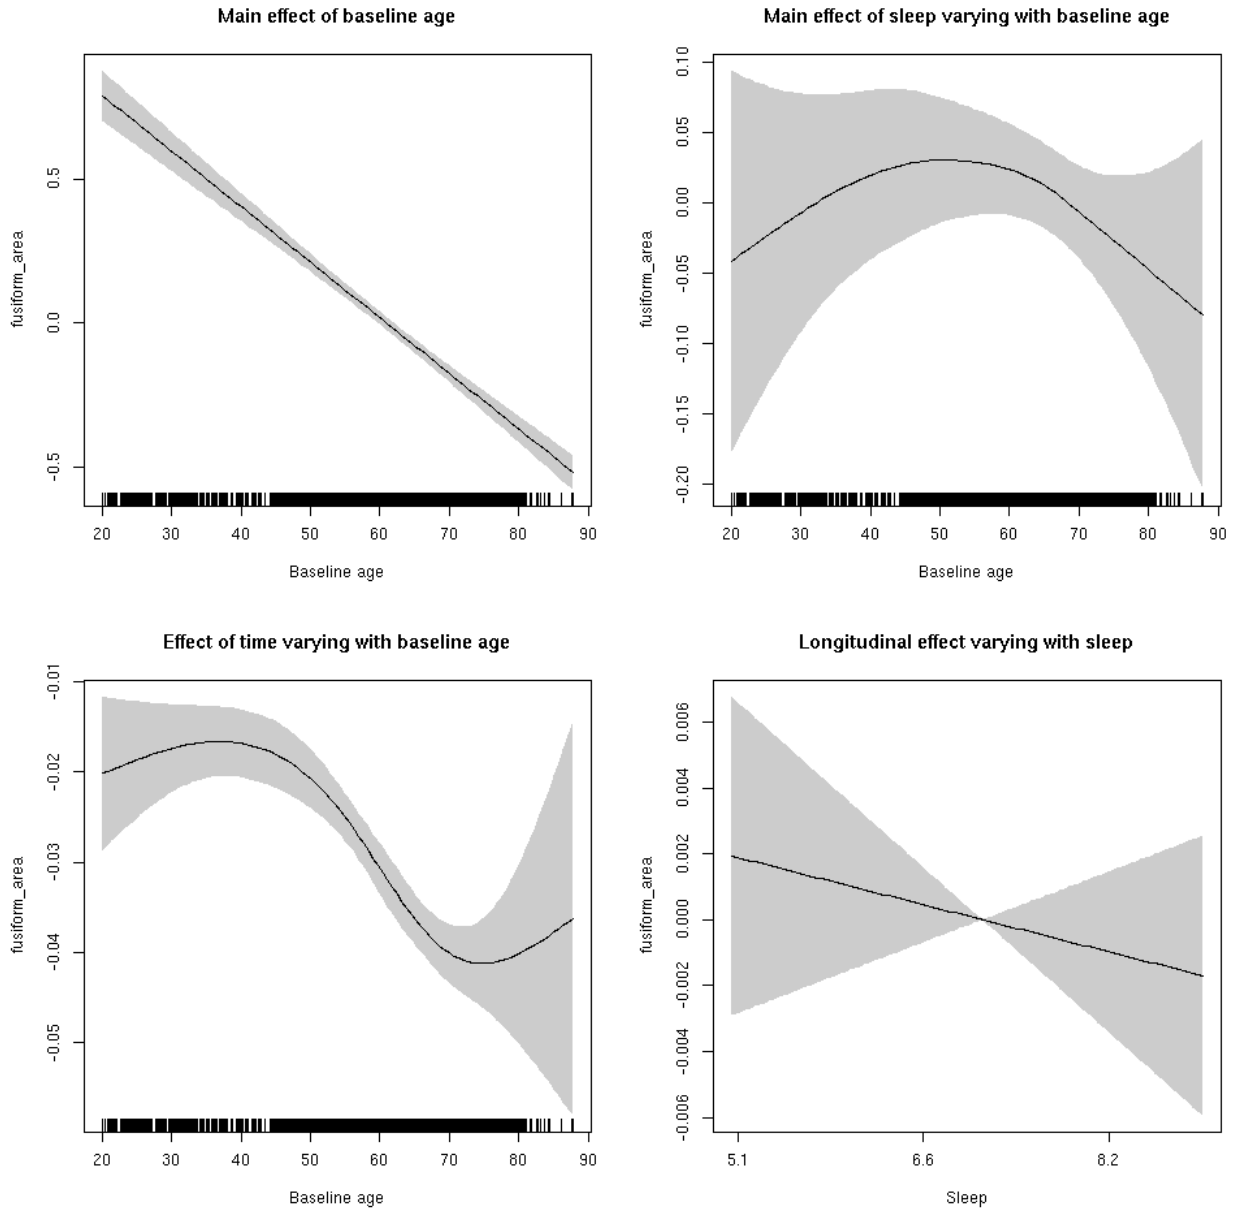 Main effect of baseline age
fusiform_area
0.5
0.0
-0.5
20 30 40 50 60 70 80 90
Baseline age
Main effect of sleep varying with baseline age
fusiform_area
0.10
0.05
0.00
-0.05
-0.10
-0.15
-0.20
20 30 40 50 60 70 80 90
Baseline age
Effect of time varying with baseline age
fusiform_area
-0.01
-0.02
-0.03
-0.04
-0.05
20 30 40 50 60 70 80 90
Baseline age
Longitudinal effect varying with sleep
fusiform_area
0.006
0.004
0.002
0.000
-0.002
-0.004
-0.006
5.1 6.6 8.2
Sleep